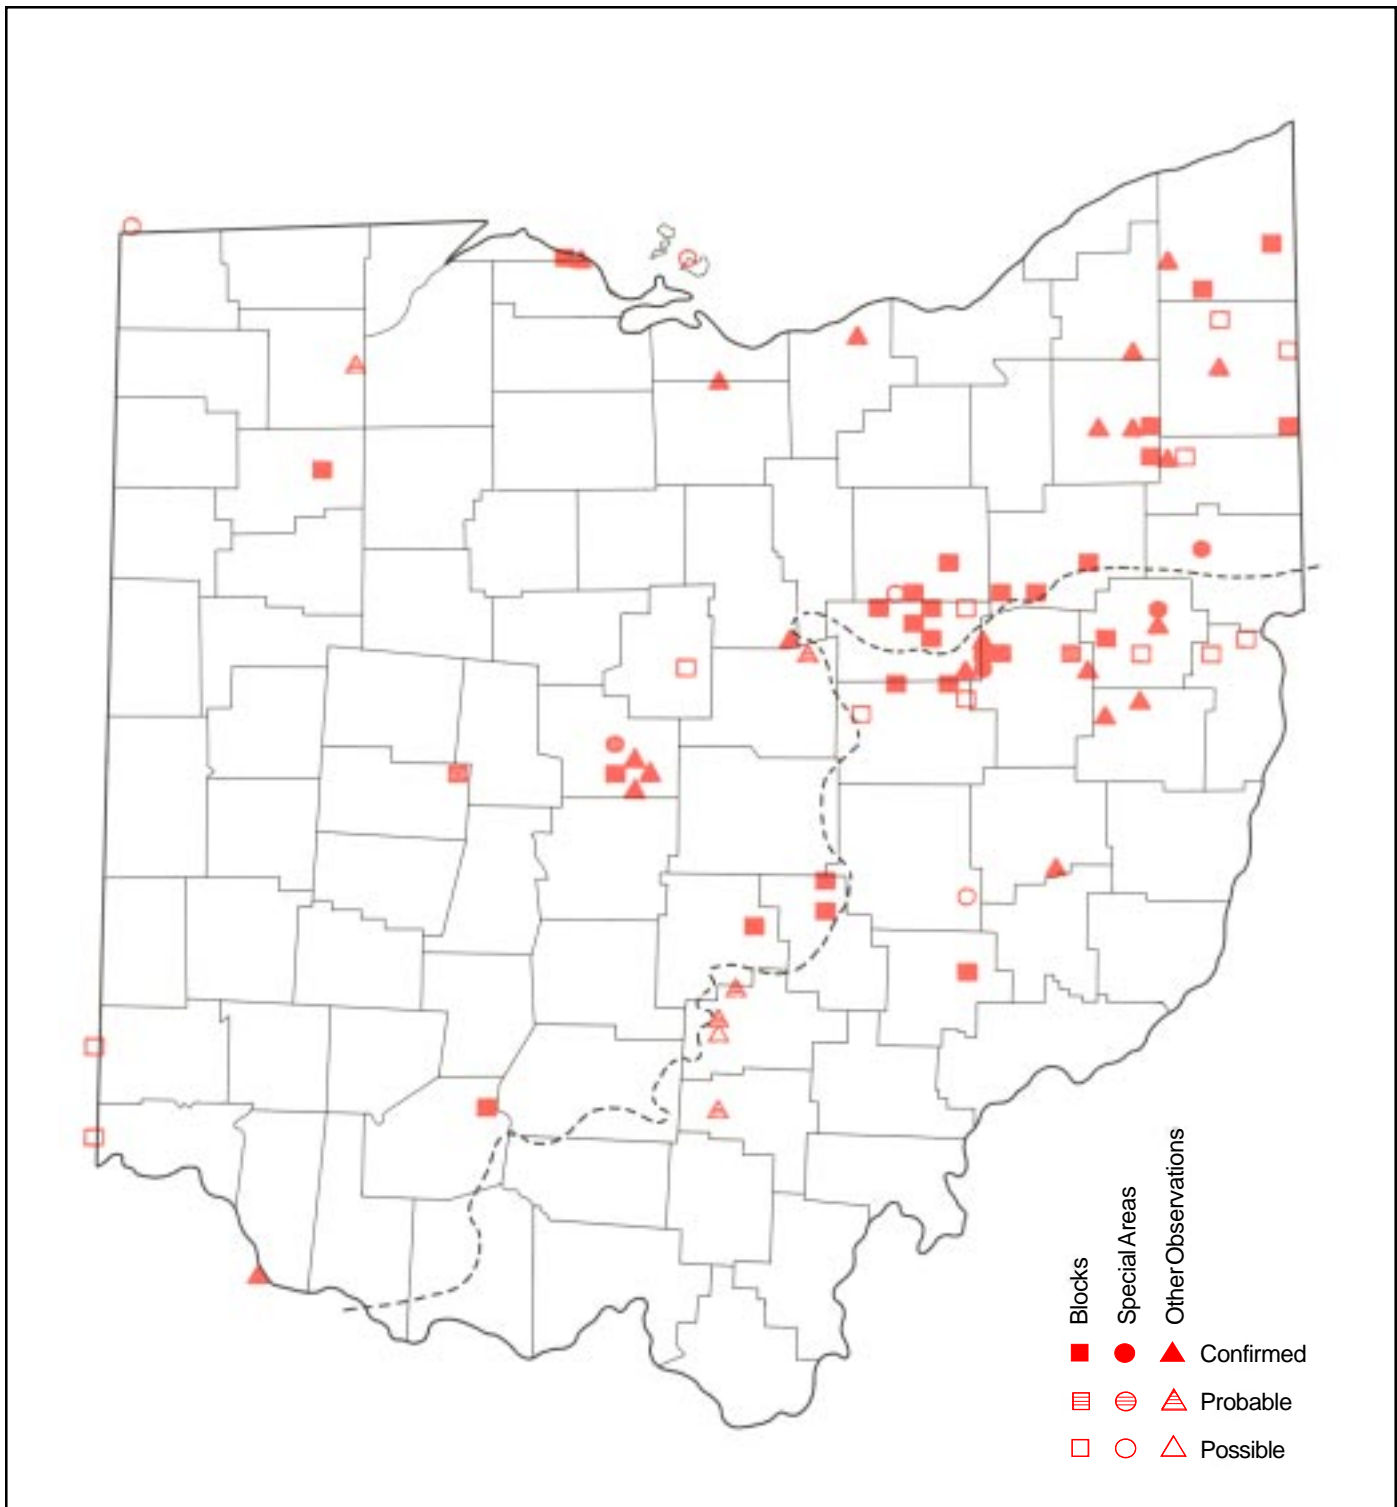 Blocks
Special Areas
Other Observations
Confirmed
Probable
Possible